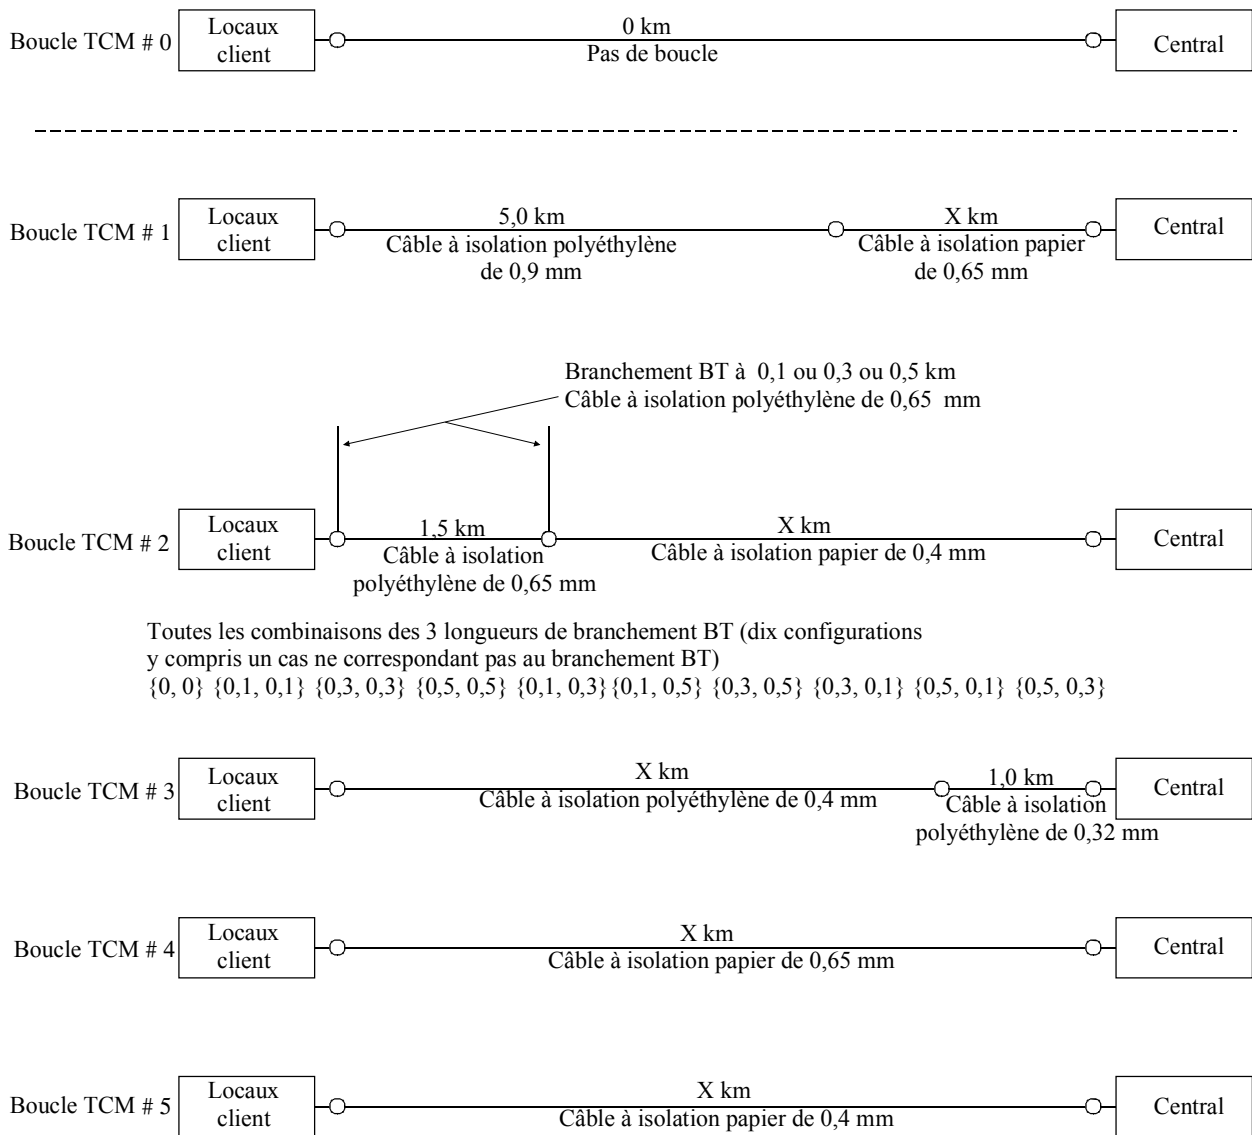 Boucle TCM # 0
Locaux
client
0 km
Pas de boucle
Central
Boucle TCM # 1
Locaux
client
5,0 km
Câble à isolation polyéthylène
de 0,9 mm
X km
Câble à isolation papier
de 0,65 mm
Central
Branchement BT à 0,1 ou 0,3 ou 0,5 km
Câble à isolation polyéthylène de 0,65 mm
Boucle TCM # 2
Locaux
client
1,5 km
Câble à isolation
polyéthylène de 0,65 mm
X km
Câble à isolation papier de 0,4 mm
Central
Toutes les combinaisons des 3 longueurs de branchement BT (dix configurations
y compris un cas ne correspondant pas au branchement BT)
{0, 0} {0,1, 0,1} {0,3, 0,3} {0,5, 0,5} {0,1, 0,3} {0,1, 0,5} {0,3, 0,5} {0,3, 0,1} {0,5, 0,1} {0,5, 0,3}
Boucle TCM # 3
Locaux
client
X km
Câble à isolation polyéthylène de 0,4 mm
1,0 km
Câble à isolation
polyéthylène de 0,32 mm
Central
Boucle TCM # 4
Locaux
client
X km
Câble à isolation papier de 0,65 mm
Central
Boucle TCM # 5
Locaux
client
X km
Câble à isolation papier de 0,4 mm
Central